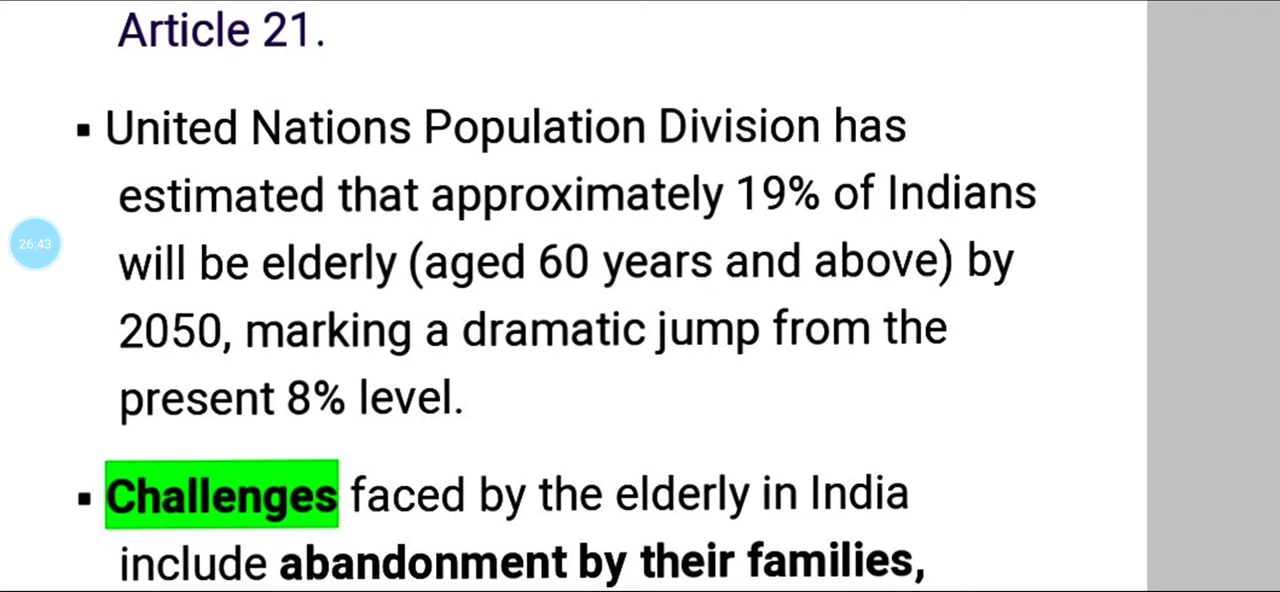 Article 21.
▪ United Nations Population Division has
estimated that approximately 19% of Indians
will be elderly (aged 60 years and above) by
26:43
2050, marking a dramatic jump from the
present 8% level.
▪ Challenges faced by the elderly in India
include abandonment by their families,